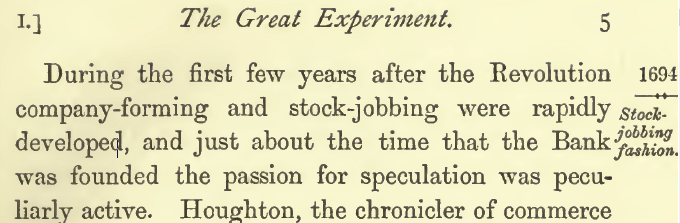 I.] The Great Experiment. 5
During the first few years after the Revolution
company-forming and stock-jobbing were rapidly
developed, and just about the time that the Bank
was founded the passion for speculation was pecu-
liarly active. Houghton, the chronicler of commerce
1694
Stock-
jobbing
fashion.